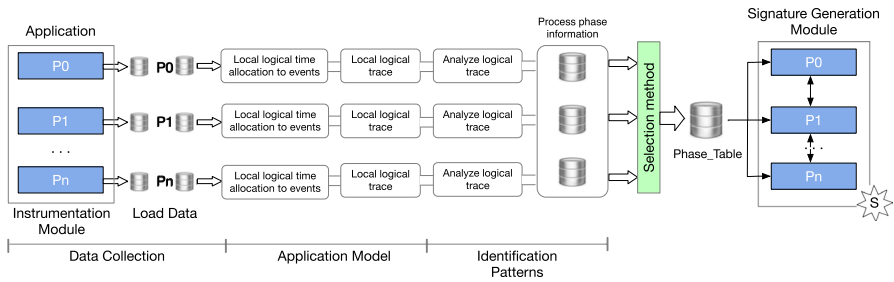 Application
Process phase
information
Signature Generation
Module
P0
P0
Local logical time
allocation to events
Local logical
trace
Analyze logical
trace
P0
P1
P1
Local logical time
allocation to events
Local logical
trace
Analyze logical
trace
Selection method
Phase_Table
P1
...
...
Pn
Pn
Local logical time
allocation to events
Local logical
trace
Analyze logical
trace
Pn
S
Instrumentation
Module
Load Data
Data Collection
Application Model
Identification
Patterns